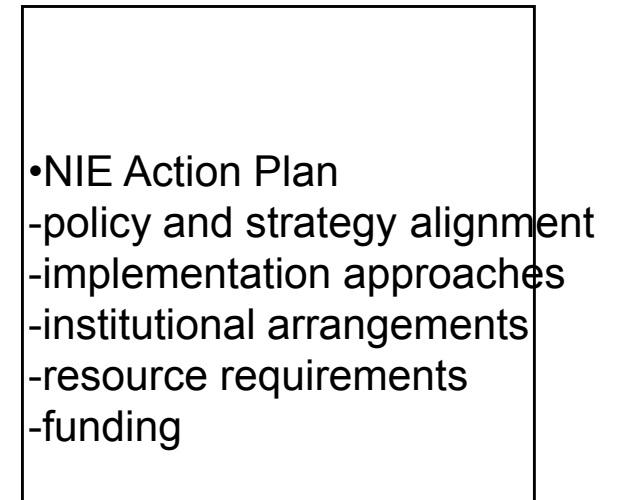 •NIE Action Plan
-policy and strategy alignment
-implementation approaches
-institutional arrangements
-resource requirements
-funding